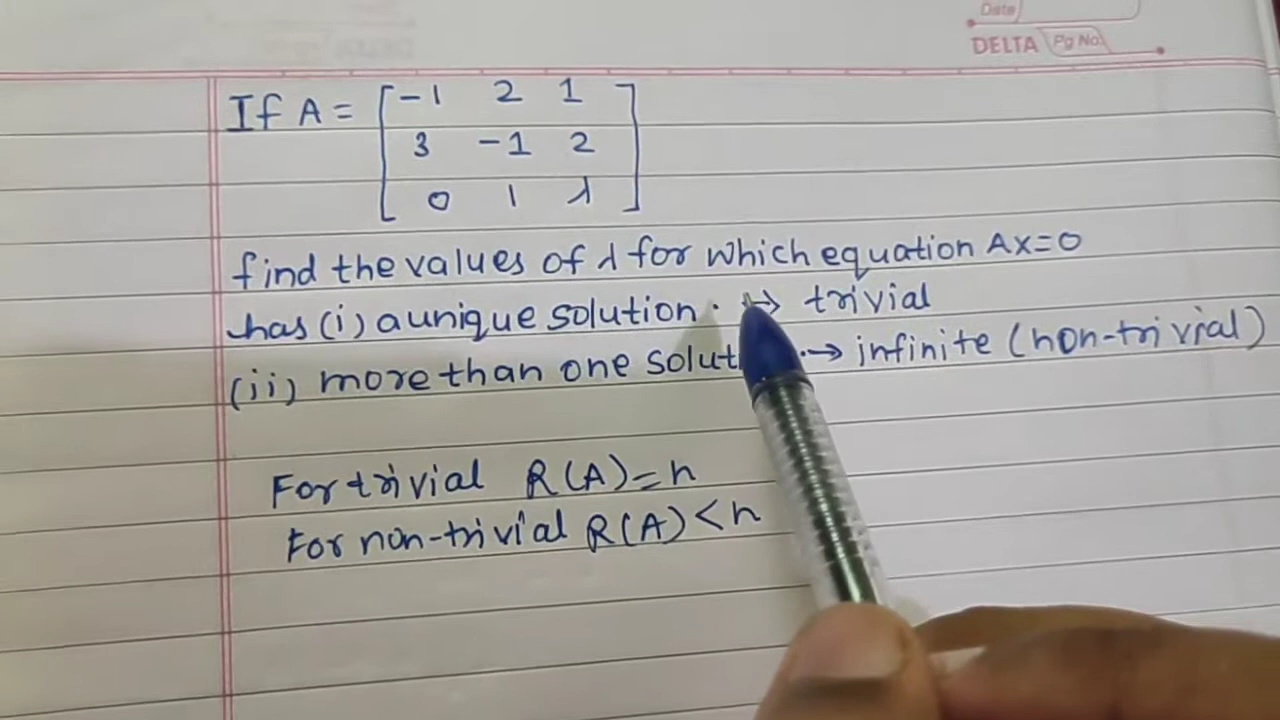 Date
DELTA Pg No.
If A = [ -1 2 1
3 -1 2
0 1 λ ]
find the values of λ for which equation AX=0
has (i) a unique solution. → trivial
(ii) more than one solut → infinite (non-trivial)
For trivial R(A)=n
For non-trivial R(A)<n